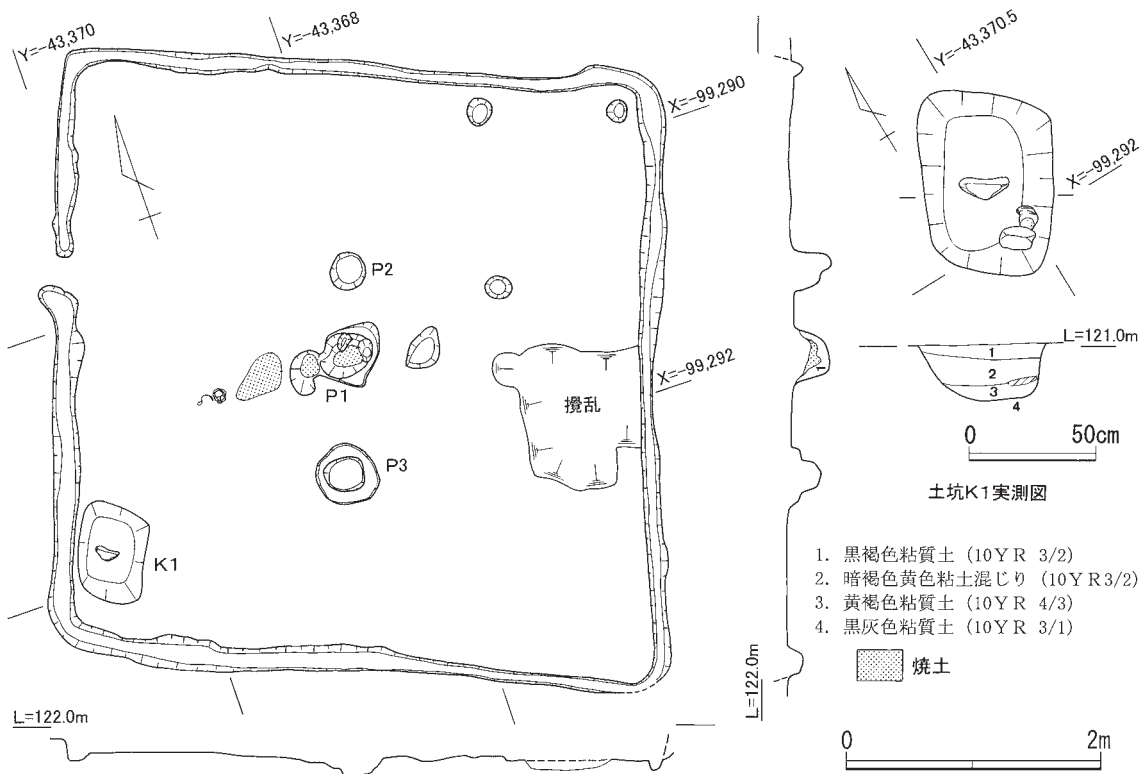 Y=-43,370
Y=-43,368
X=-99,290
X=-99,292
P2
P1
P3
K1
攪乱
L=122.0m
L=122.0m
1
Y=-43,370.5
X=-99,292
L=121.0m
1
2
3
4
0 50cm
土坑K1実測図
1. 黒褐色粘質土 (10YR 3/2)
2. 暗褐色黄色粘土混じり (10YR3/2)
3. 黄褐色粘質土 (10YR 4/3)
4. 黒灰色粘質土 (10YR 3/1)
焼土
0 2m